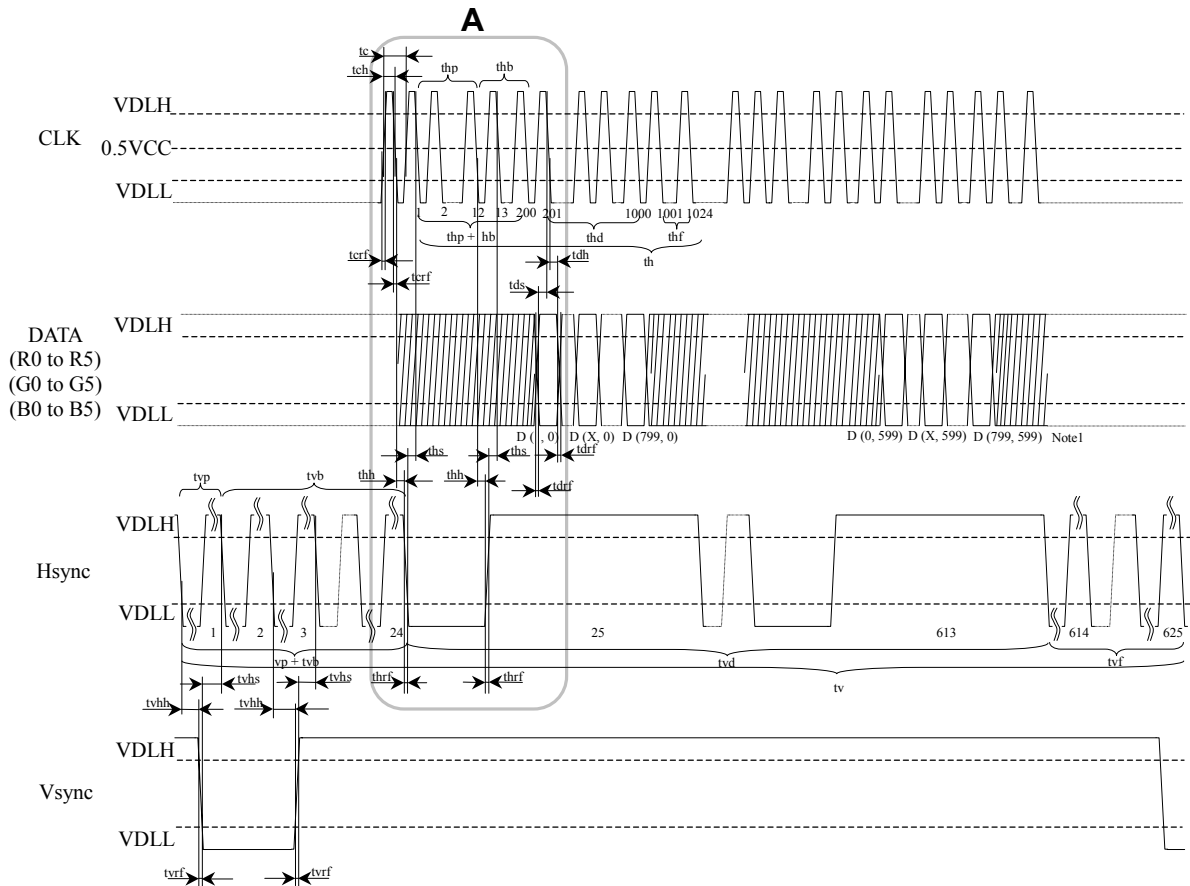 A
tc
tch
thp thb
VDLH
CLK
0.5VCC
VDLL
1 2 12 13 200 201 1000 1001 1024
thp + hb thd thf
th
tcrf tdh
tcrf
tds
VDLH
DATA
(R0 to R5)
(G0 to G5)
(B0 to B5)
VDLL
D ( , 0) D (X, 0) D (799, 0) D (0, 599) D (X, 599) D (799, 599) Note1
ths ths tdrf
thh thh tdrf
tvp tvb
VDLH
Hsync
VDLL
1 2 3 24 25 613 614 625
vp + tvb tvd tvf
tv
tvhs tvhs thrf thrf
tvhh tvhh
VDLH
Vsync
VDLL
tvrf tvrf